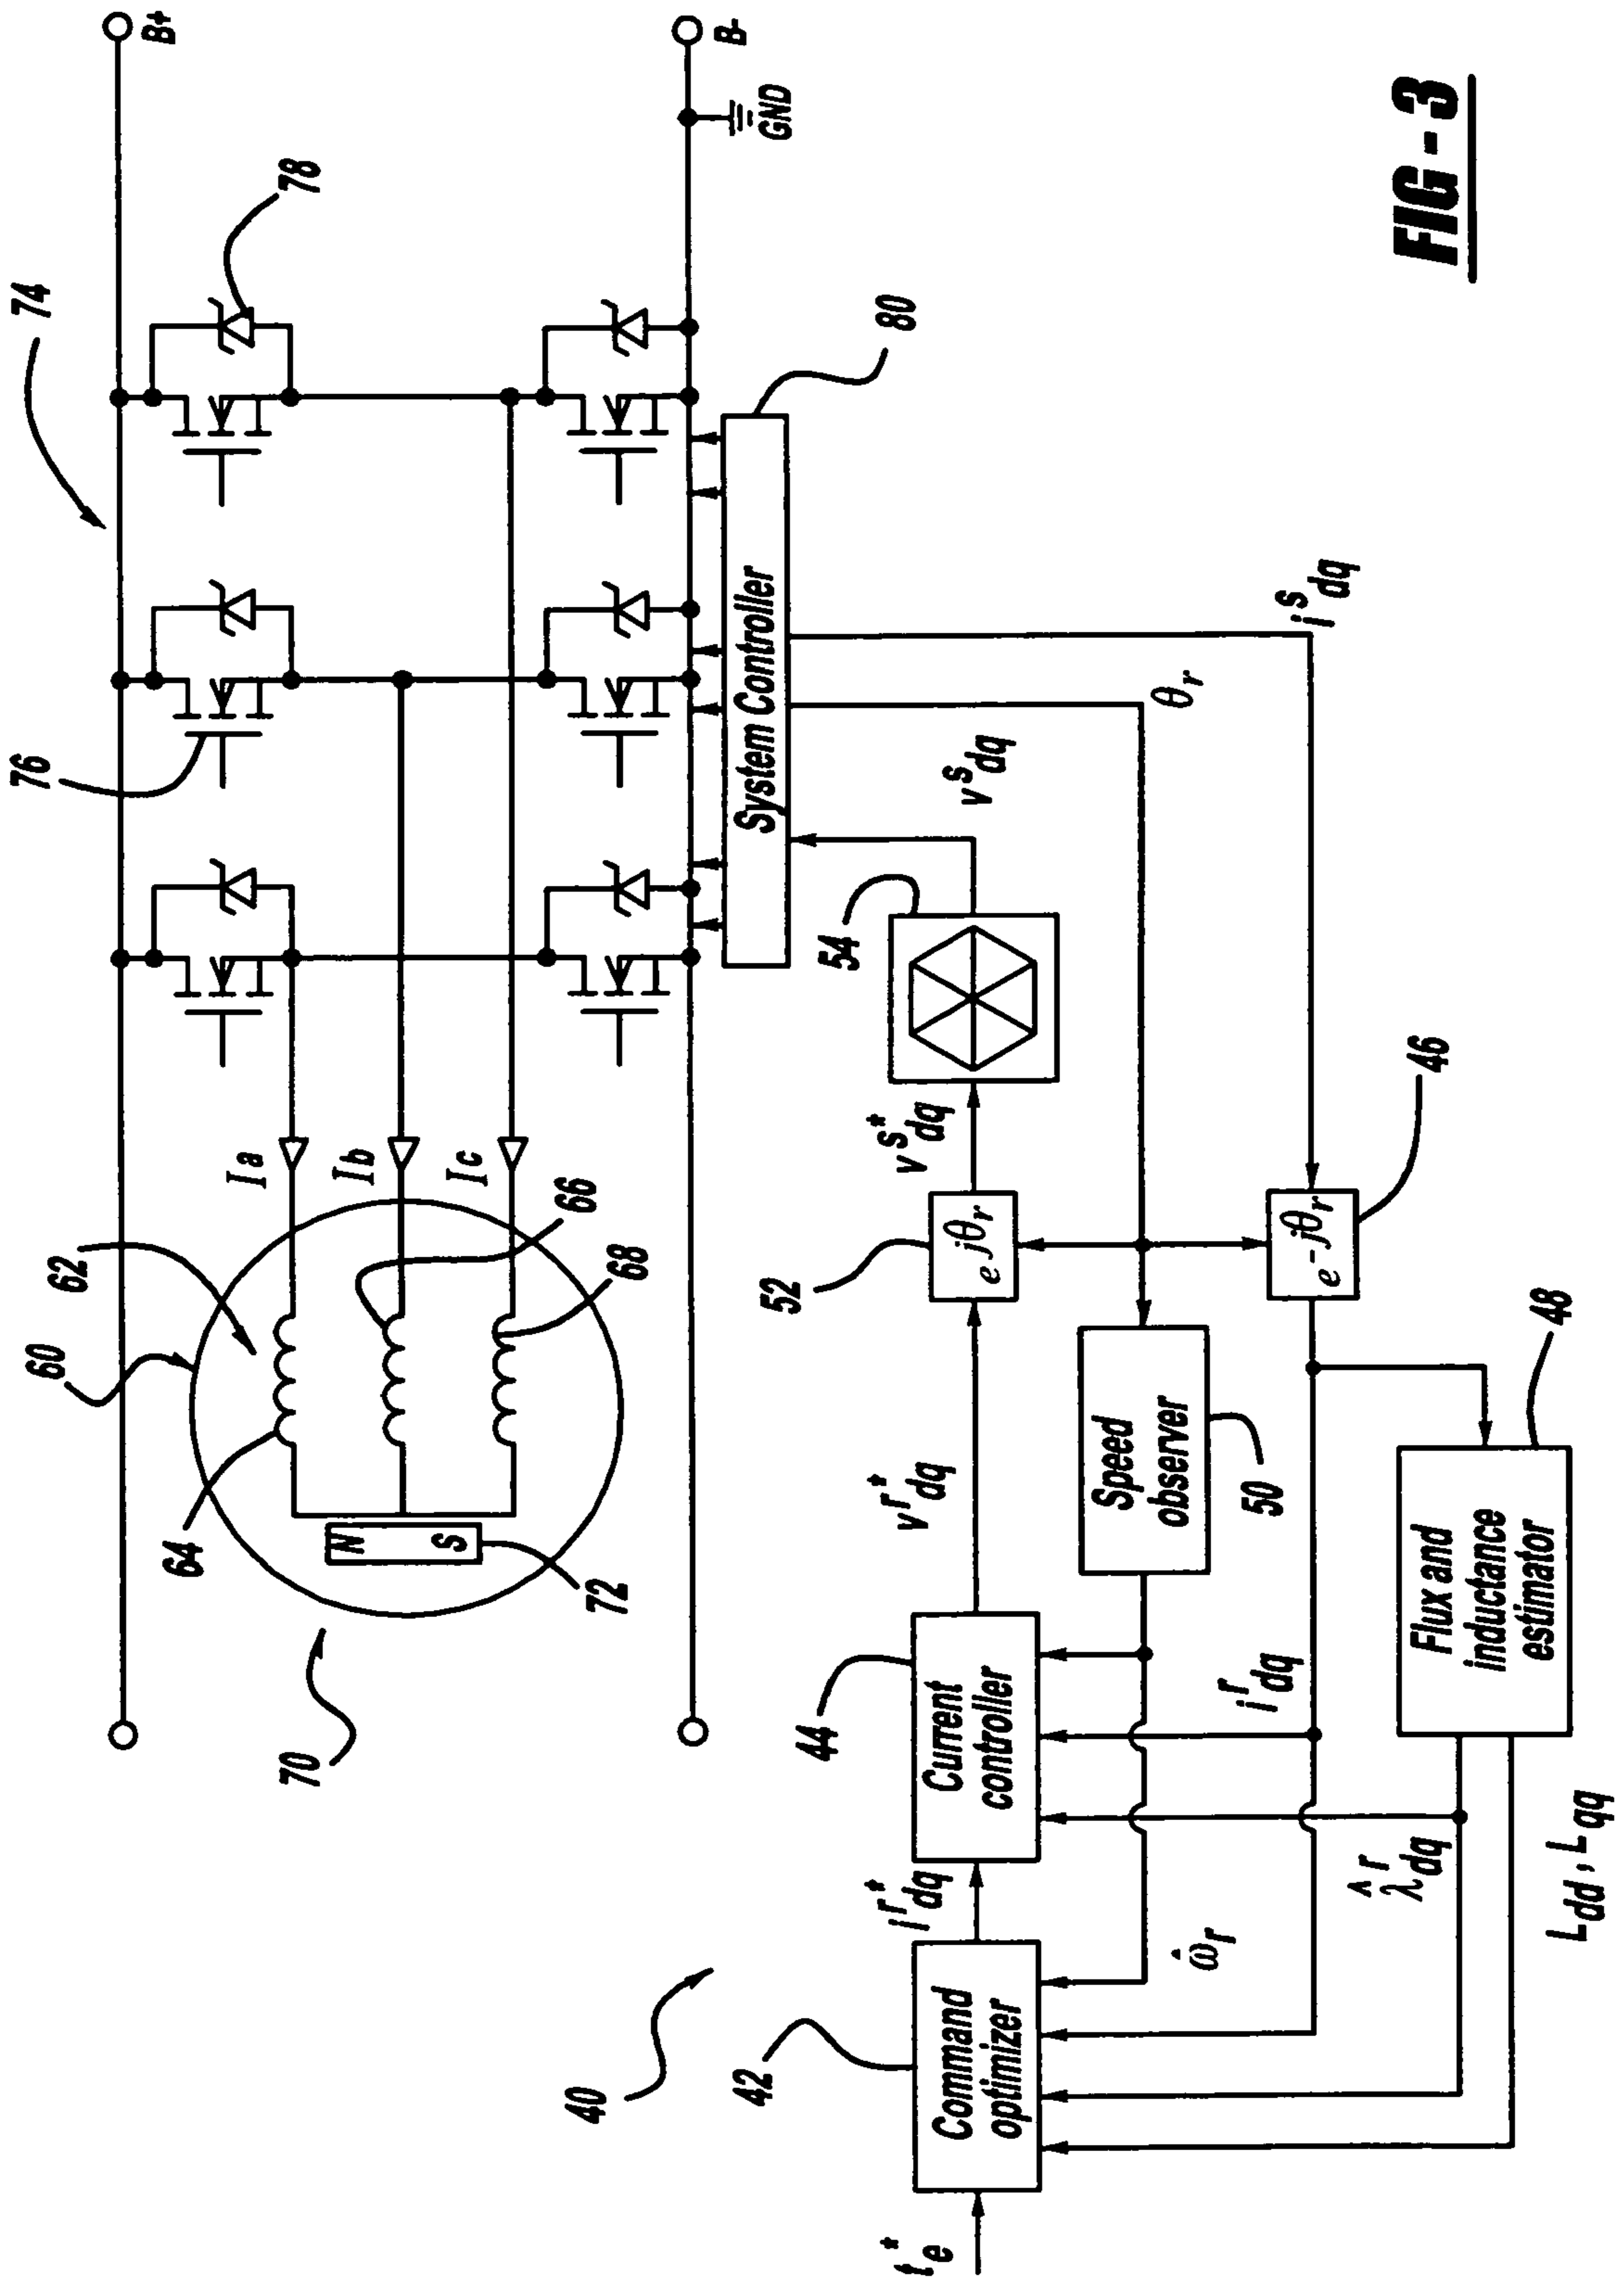 74
76
78
B+
B-
GND
60
62
64
66
68
70
72
N
S
Ia
Ib
Ic
80
System Controller
40
42
44
52
54
t*e
Command
optimizer
i^r*_dq
Current
controller
v^r*_dq
e^jθr
v^s*_dq
v^s_dq
θr
i^s_dq
Speed
observer
50
ω̂r
e^-jθr
46
i^r_dq
48
Flux and
inductance
estimator
λ̂^r_dq
Ldd, Lqq
FIG - 3